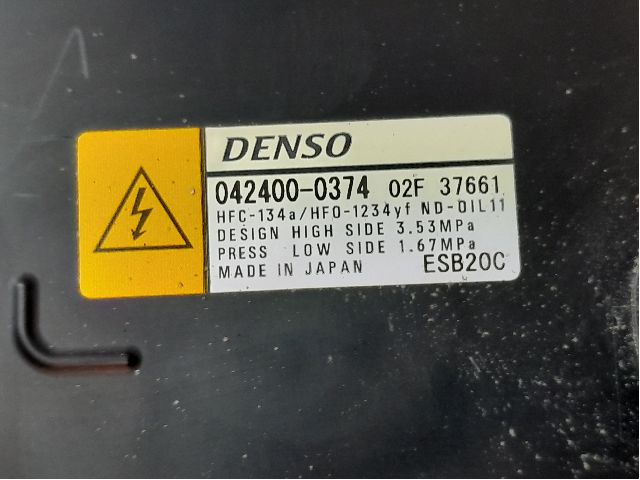 DENSO
042400-0374 02F 37661
HFC-134a/HFO-1234yf ND-OIL11
DESIGN HIGH SIDE 3.53MPa
PRESS LOW SIDE 1.67MPa
MADE IN JAPAN ESB20C